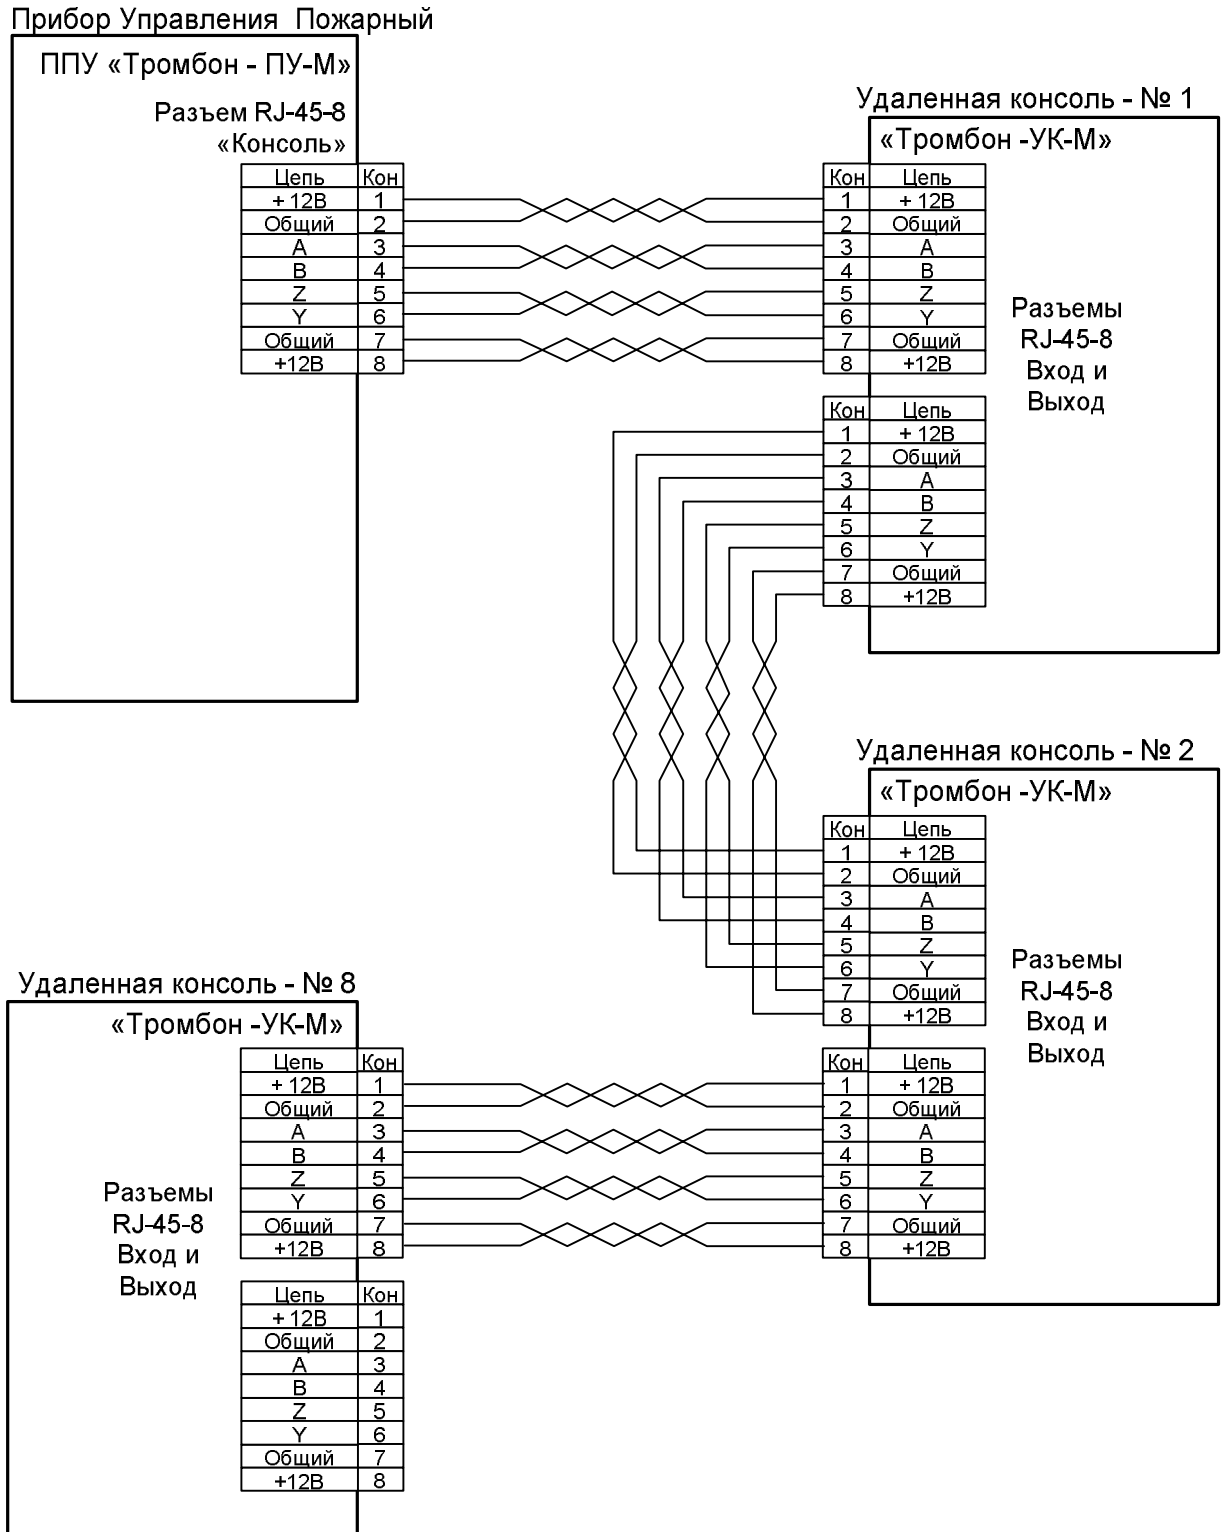 Прибор Управления Пожарный
ППУ «Тромбон - ПУ-М»
Разъем RJ-45-8
«Консоль»
Цепь Кон
+ 12В 1
Общий 2
A 3
B 4
Z 5
Y 6
Общий 7
+12В 8
Удаленная консоль - № 1
«Тромбон -УК-М»
Кон Цепь
1 + 12В
2 Общий
3 A
4 B
5 Z
6 Y
7 Общий
8 +12В
Разъемы
RJ-45-8
Вход и
Выход
Кон Цепь
1 + 12В
2 Общий
3 A
4 B
5 Z
6 Y
7 Общий
8 +12В
Удаленная консоль - № 2
«Тромбон -УК-М»
Кон Цепь
1 + 12В
2 Общий
3 A
4 B
5 Z
6 Y
7 Общий
8 +12В
Разъемы
RJ-45-8
Вход и
Выход
Кон Цепь
1 + 12В
2 Общий
3 A
4 B
5 Z
6 Y
7 Общий
8 +12В
Удаленная консоль - № 8
«Тромбон -УК-М»
Цепь Кон
+ 12В 1
Общий 2
A 3
B 4
Z 5
Y 6
Общий 7
+12В 8
Разъемы
RJ-45-8
Вход и
Выход
Цепь Кон
+ 12В 1
Общий 2
A 3
B 4
Z 5
Y 6
Общий 7
+12В 8